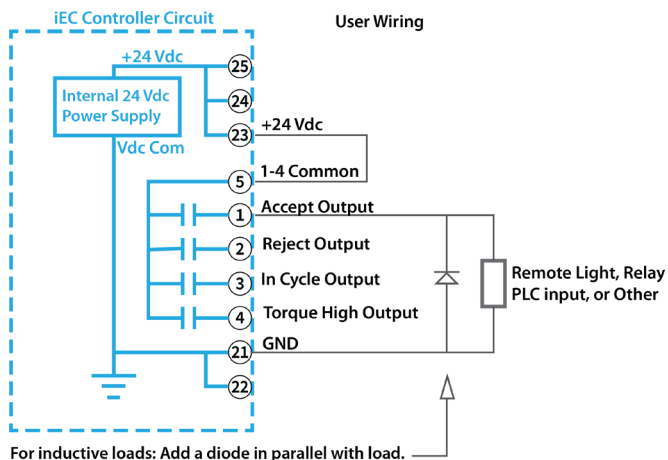 iEC Controller Circuit
User Wiring
+24 Vdc
25
Internal 24 Vdc
Power Supply
24
23
+24 Vdc
Vdc Com
5
1-4 Common
1
Accept Output
2
Reject Output
3
In Cycle Output
4
Torque High Output
Remote Light, Relay
PLC input, or Other
21
GND
22
For inductive loads: Add a diode in parallel with load.